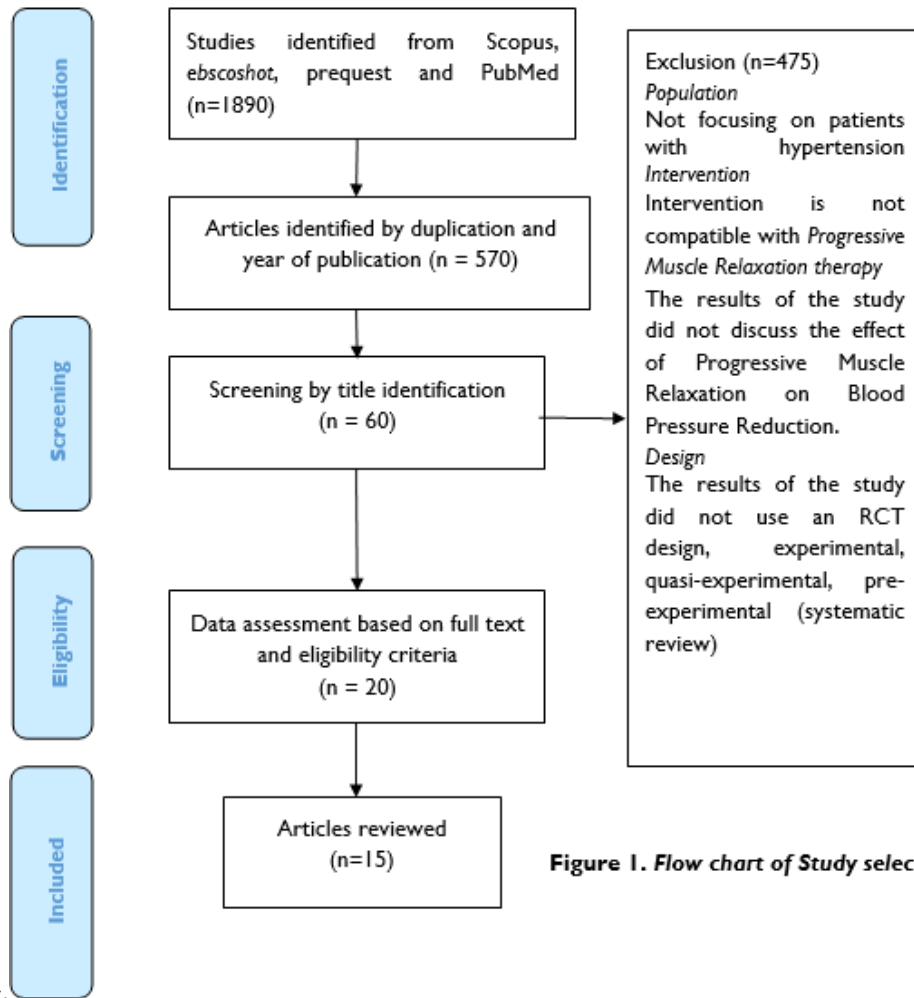 Identification
Studies identified from Scopus,
ebscoshot, prequest and PubMed
(n=1890)
Articles identified by duplication and
year of publication (n = 570)
Screening
Screening by title identification
(n = 60)
Exclusion (n=475)
Population
Not focusing on patients
with hypertension
Intervention
Intervention is not
compatible with Progressive
Muscle Relaxation therapy
The results of the study
did not discuss the effect
of Progressive Muscle
Relaxation on Blood
Pressure Reduction.
Design
The results of the study
did not use an RCT
design, experimental,
quasi-experimental, pre-
experimental (systematic
review)
Eligibility
Data assessment based on full text
and eligibility criteria
(n = 20)
Included
Articles reviewed
(n=15)
Figure 1. Flow chart of Study selec